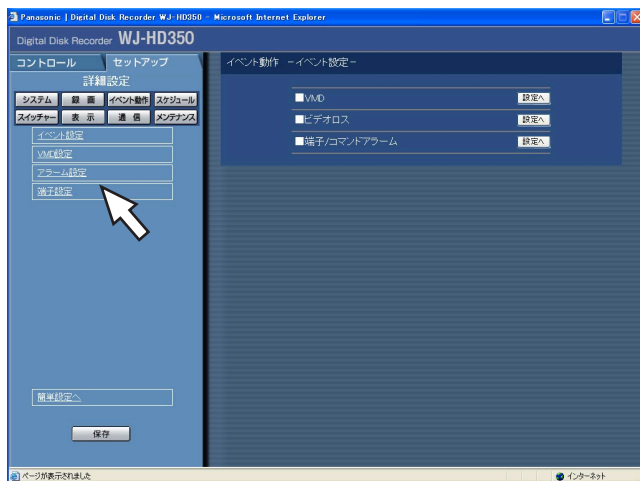 Panasonic | Digital Disk Recorder WJ-HD350 - Microsoft Internet Explorer
Digital Disk Recorder WJ-HD350
コントロール セットアップ
詳細設定
システム 録 画 イベント動作 スケジュール
スイッチャー 表 示 通 信 メンテナンス
イベント設定
VMD設定
アラーム設定
端子設定
簡単設定へ
保存
イベント動作 －イベント設定－
■VMD 設定へ
■ビデオロス 設定へ
■端子/コマンドアラーム 設定へ
ページが表示されました インターネット